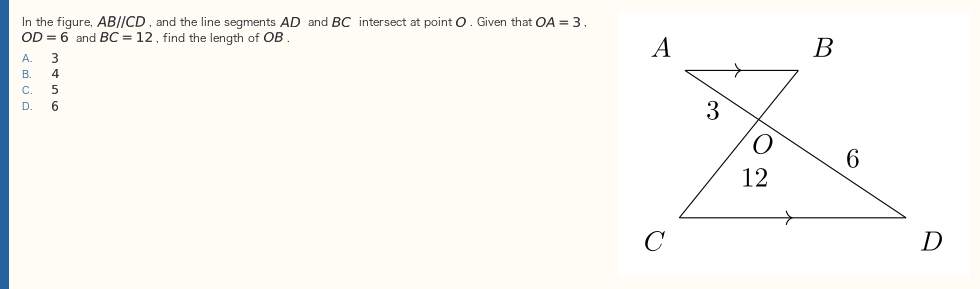 In the figure, AB//CD , and the line segments AD and BC intersect at point O . Given that OA = 3 ,
OD = 6 and BC = 12 , find the length of OB .
A. 3
B. 4
C. 5
D. 6
A
B
3
O
6
12
C
D